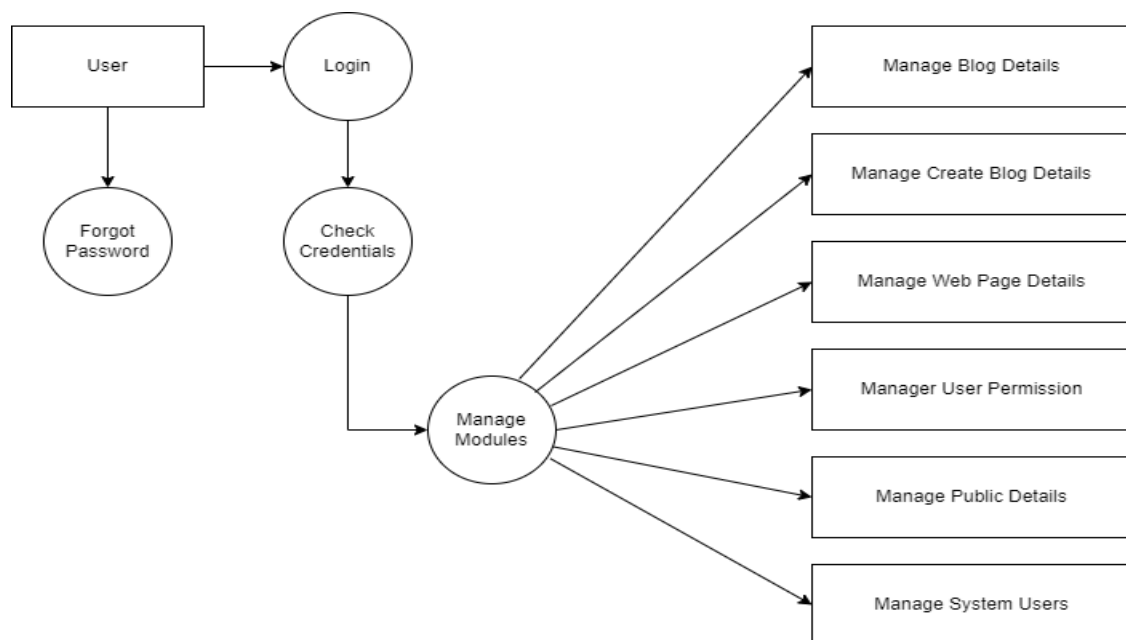 User
Login
Manage Blog Details
Manage Create Blog Details
Forgot
Password
Check
Credentials
Manage Web Page Details
Manager User Permission
Manage
Modules
Manage Public Details
Manage System Users